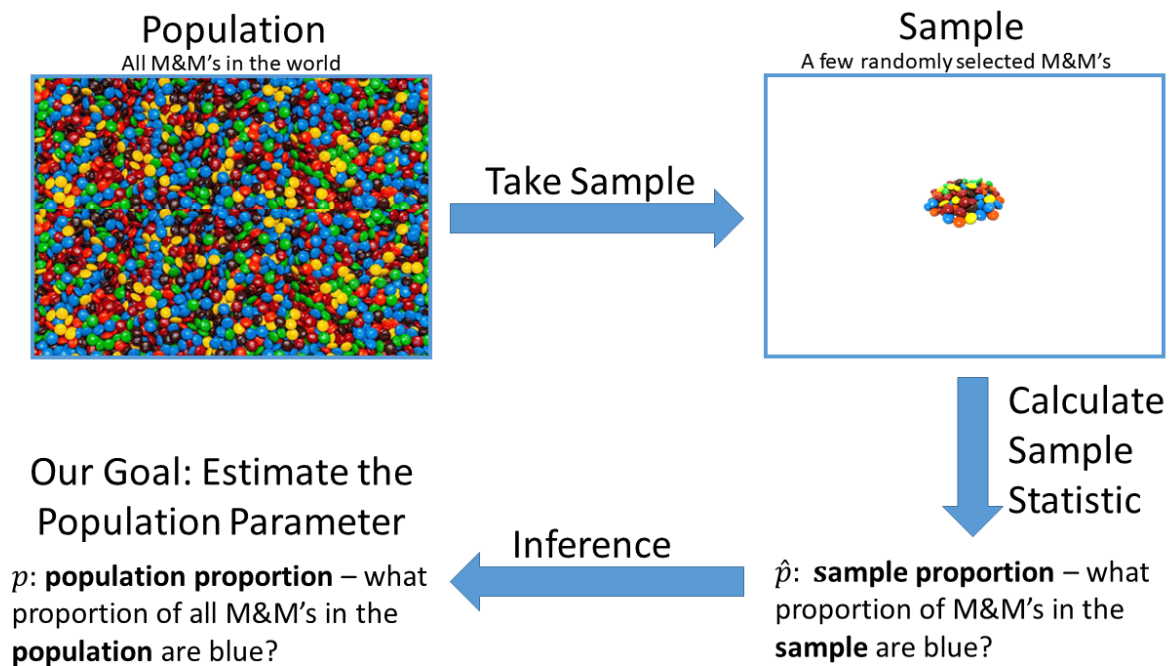 Population
All M&M's in the world
Sample
A few randomly selected M&M's
Take Sample
Calculate
Sample
Statistic
Our Goal: Estimate the
Population Parameter
Inference
p: population proportion – what
proportion of all M&M's in the
population are blue?
p̂: sample proportion – what
proportion of M&M's in the
sample are blue?